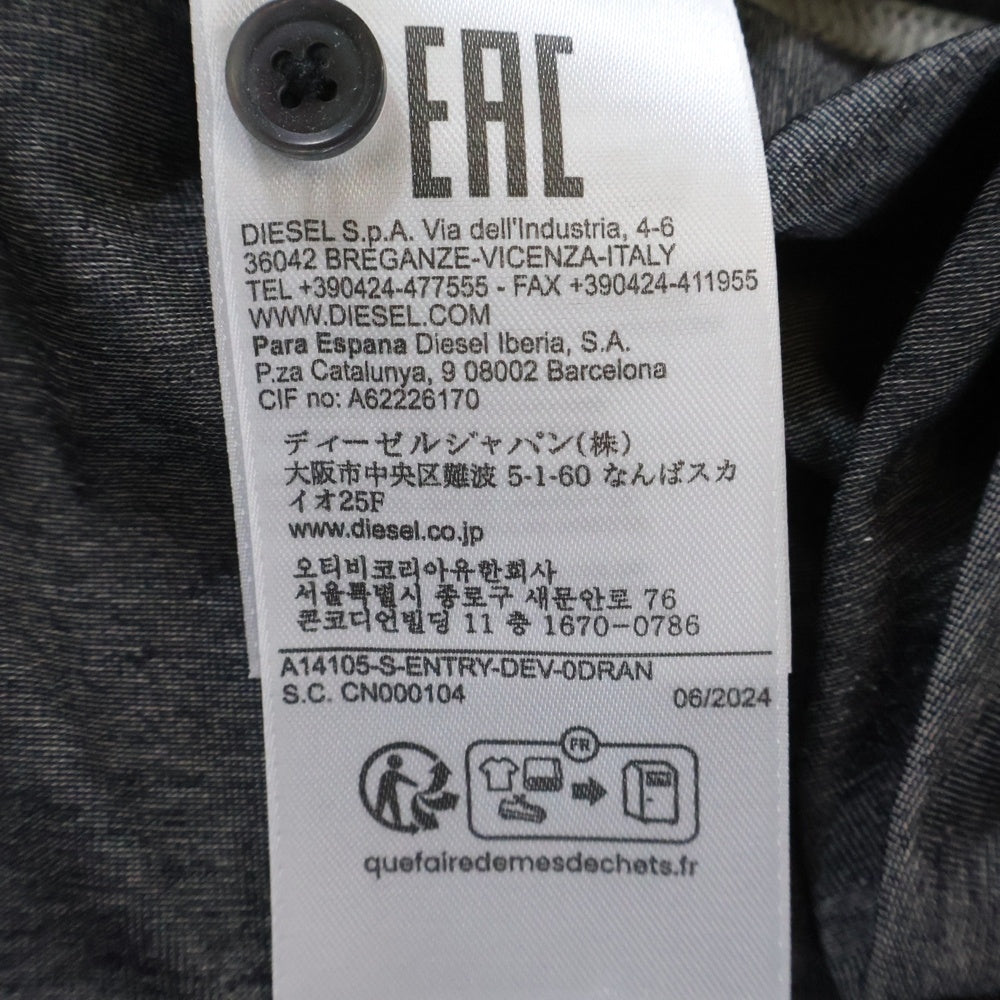 EAC
DIESEL S.p.A. Via dell'Industria, 4-6
36042 BREGANZE-VICENZA-ITALY
TEL +390424-477555 - FAX +390424-411955
WWW.DIESEL.COM
Para Espana Diesel Iberia, S.A.
P.za Catalunya, 9 08002 Barcelona
CIF no: A62226170
ディーゼルジャパン(株)
大阪市中央区難波 5-1-60 なんばスカ
イオ25F
www.diesel.co.jp
오티비코리아유한회사
서울특별시 종로구 새문안로 76
콘코디언빌딩 11 층 1670-0786
A14105-S-ENTRY-DEV-0DRAN
S.C. CN000104 06/2024
FR
quefairedemesdechets.fr